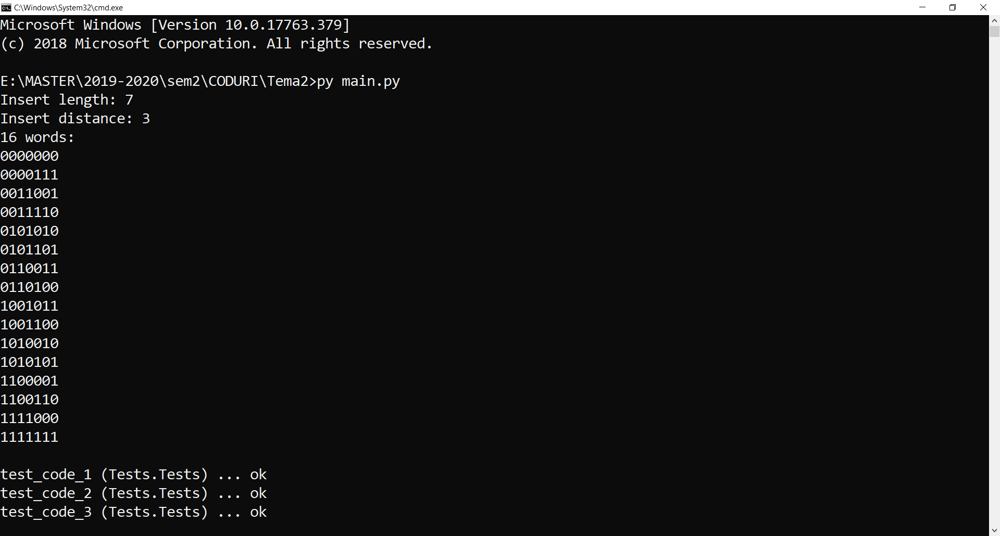 C:\Windows\System32\cmd.exe
Microsoft Windows [Version 10.0.17763.379]
(c) 2018 Microsoft Corporation. All rights reserved.
E:\MASTER\2019-2020\sem2\CODURI\Tema2>py main.py
Insert length: 7
Insert distance: 3
16 words:
0000000
0000111
0011001
0011110
0101010
0101101
0110011
0110100
1001011
1001100
1010010
1010101
1100001
1100110
1111000
1111111
test_code_1 (Tests.Tests) ... ok
test_code_2 (Tests.Tests) ... ok
test_code_3 (Tests.Tests) ... ok